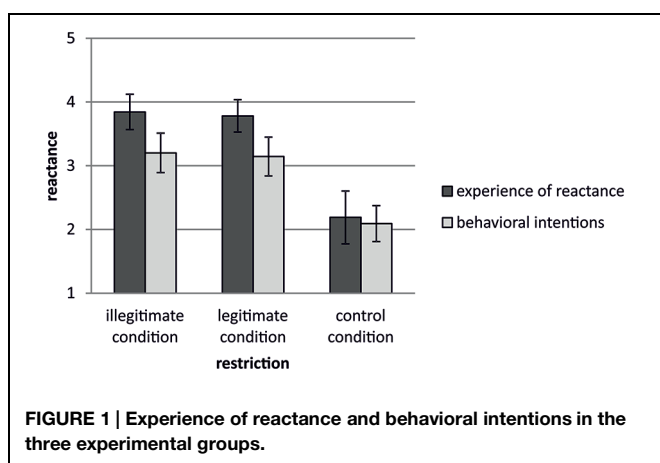 5
4
3
2
1
reactance
illegitimate condition
legitimate condition
control condition
restriction
experience of reactance
behavioral intentions
FIGURE 1 | Experience of reactance and behavioral intentions in the
three experimental groups.